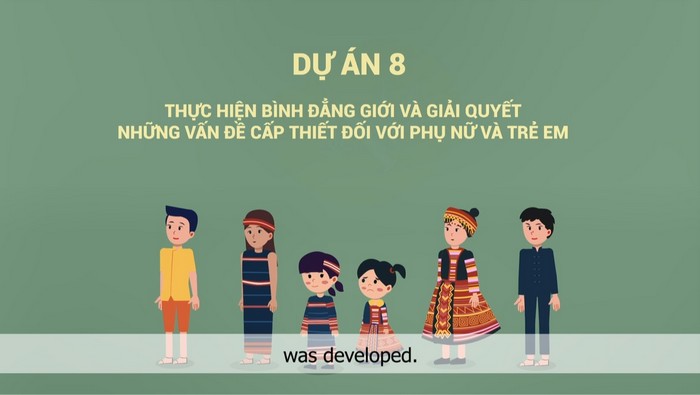 DỰ ÁN 8
THỰC HIỆN BÌNH ĐẲNG GIỚI VÀ GIẢI QUYẾT
NHỮNG VẤN ĐỀ CẤP THIẾT ĐỐI VỚI PHỤ NỮ VÀ TRẺ EM
was developed.